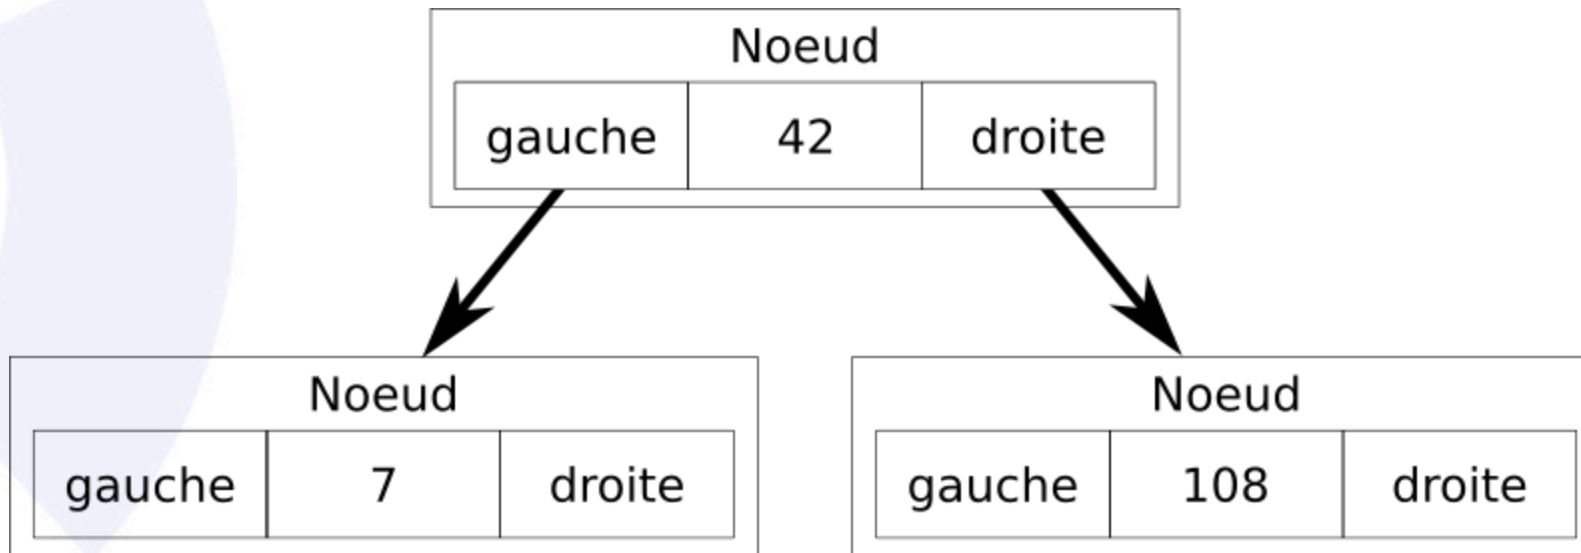 Noeud
gauche 42 droite
Noeud
gauche 7 droite
Noeud
gauche 108 droite